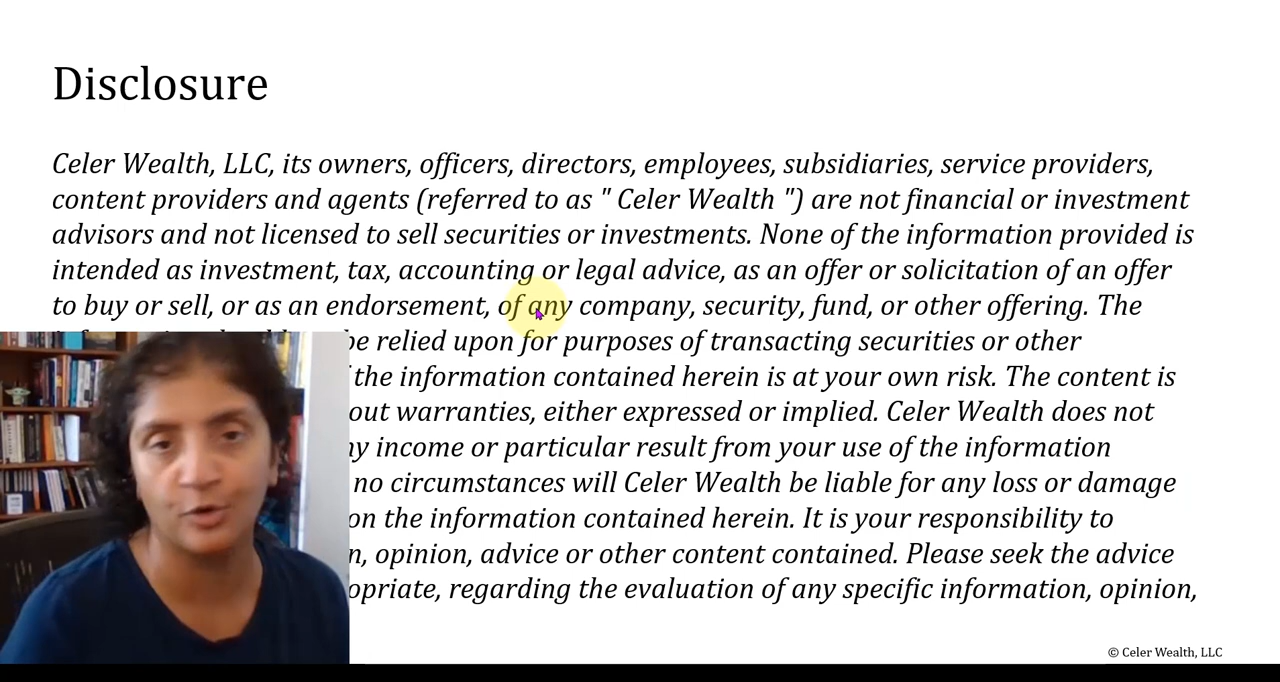 Disclosure
Celer Wealth, LLC, its owners, officers, directors, employees, subsidiaries, service providers,
content providers and agents (referred to as " Celer Wealth ") are not financial or investment
advisors and not licensed to sell securities or investments. None of the information provided is
intended as investment, tax, accounting or legal advice, as an offer or solicitation of an offer
to buy or sell, or as an endorsement, of any company, security, fund, or other offering. The
be relied upon for purposes of transacting securities or other
the information contained herein is at your own risk. The content is
out warranties, either expressed or implied. Celer Wealth does not
income or particular result from your use of the information
no circumstances will Celer Wealth be liable for any loss or damage
on the information contained herein. It is your responsibility to
opinion, advice or other content contained. Please seek the advice
regarding the evaluation of any specific information, opinion,
© Celer Wealth, LLC